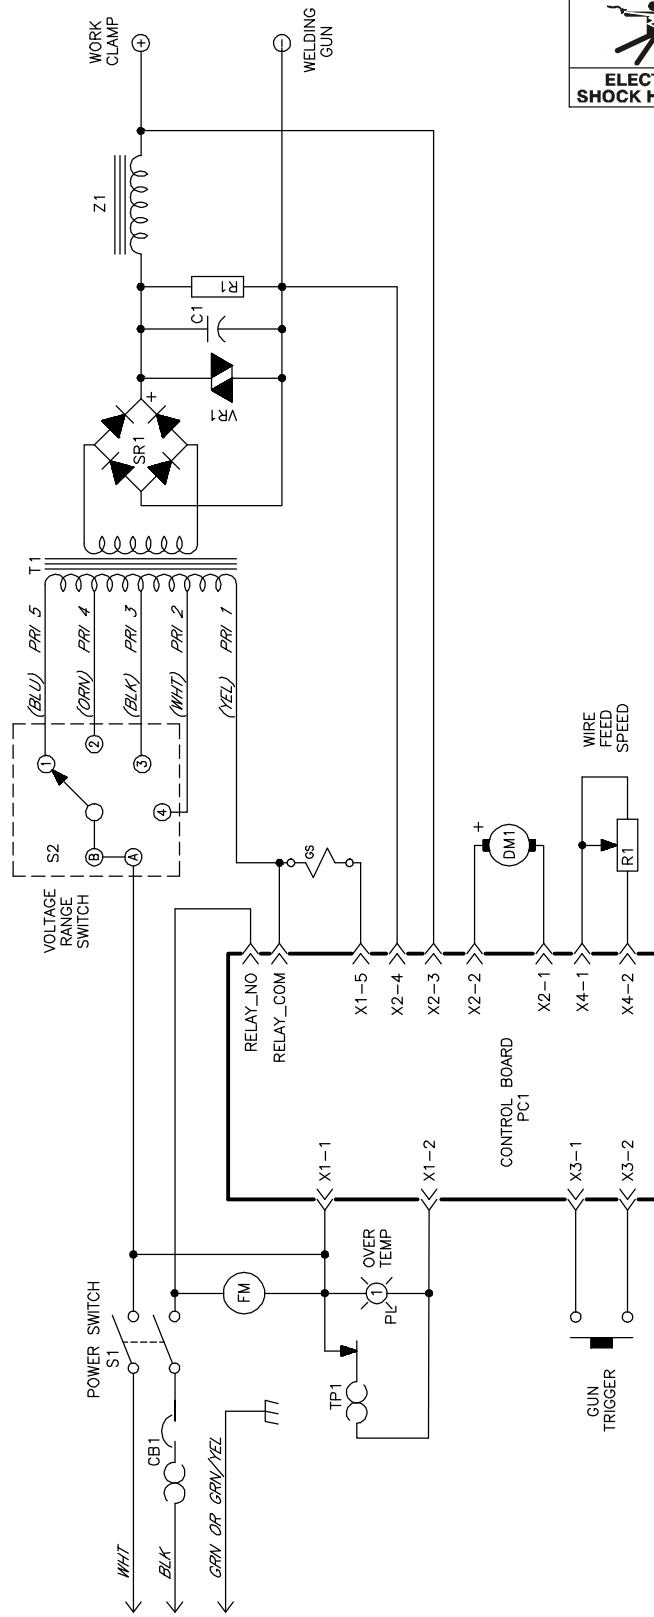 WORK
CLAMP
+
−
WELDING
GUN
ELECT
SHOCK H
Z1
R1
C1
VR1
+
SR1
T1
(BLU) PRI 5
(ORN) PRI 4
(BLK) PRI 3
(WHT) PRI 2
(YEL) PRI 1
1
2
3
4
S2
B
A
VOLTAGE
RANGE
SWITCH
GS
+
DM1
WIRE
FEED
SPEED
R1
RELAY_NO
RELAY_COM
X1-5
X2-4
X2-3
X2-2
X2-1
X4-1
X4-2
CONTROL BOARD
PC1
X1-1
X1-2
X3-1
X3-2
POWER SWITCH
S1
FM
OVER
TEMP
1
PL
TP1
CB1
GUN
TRIGGER
WHT
BLK
GRN OR GRN/YEL